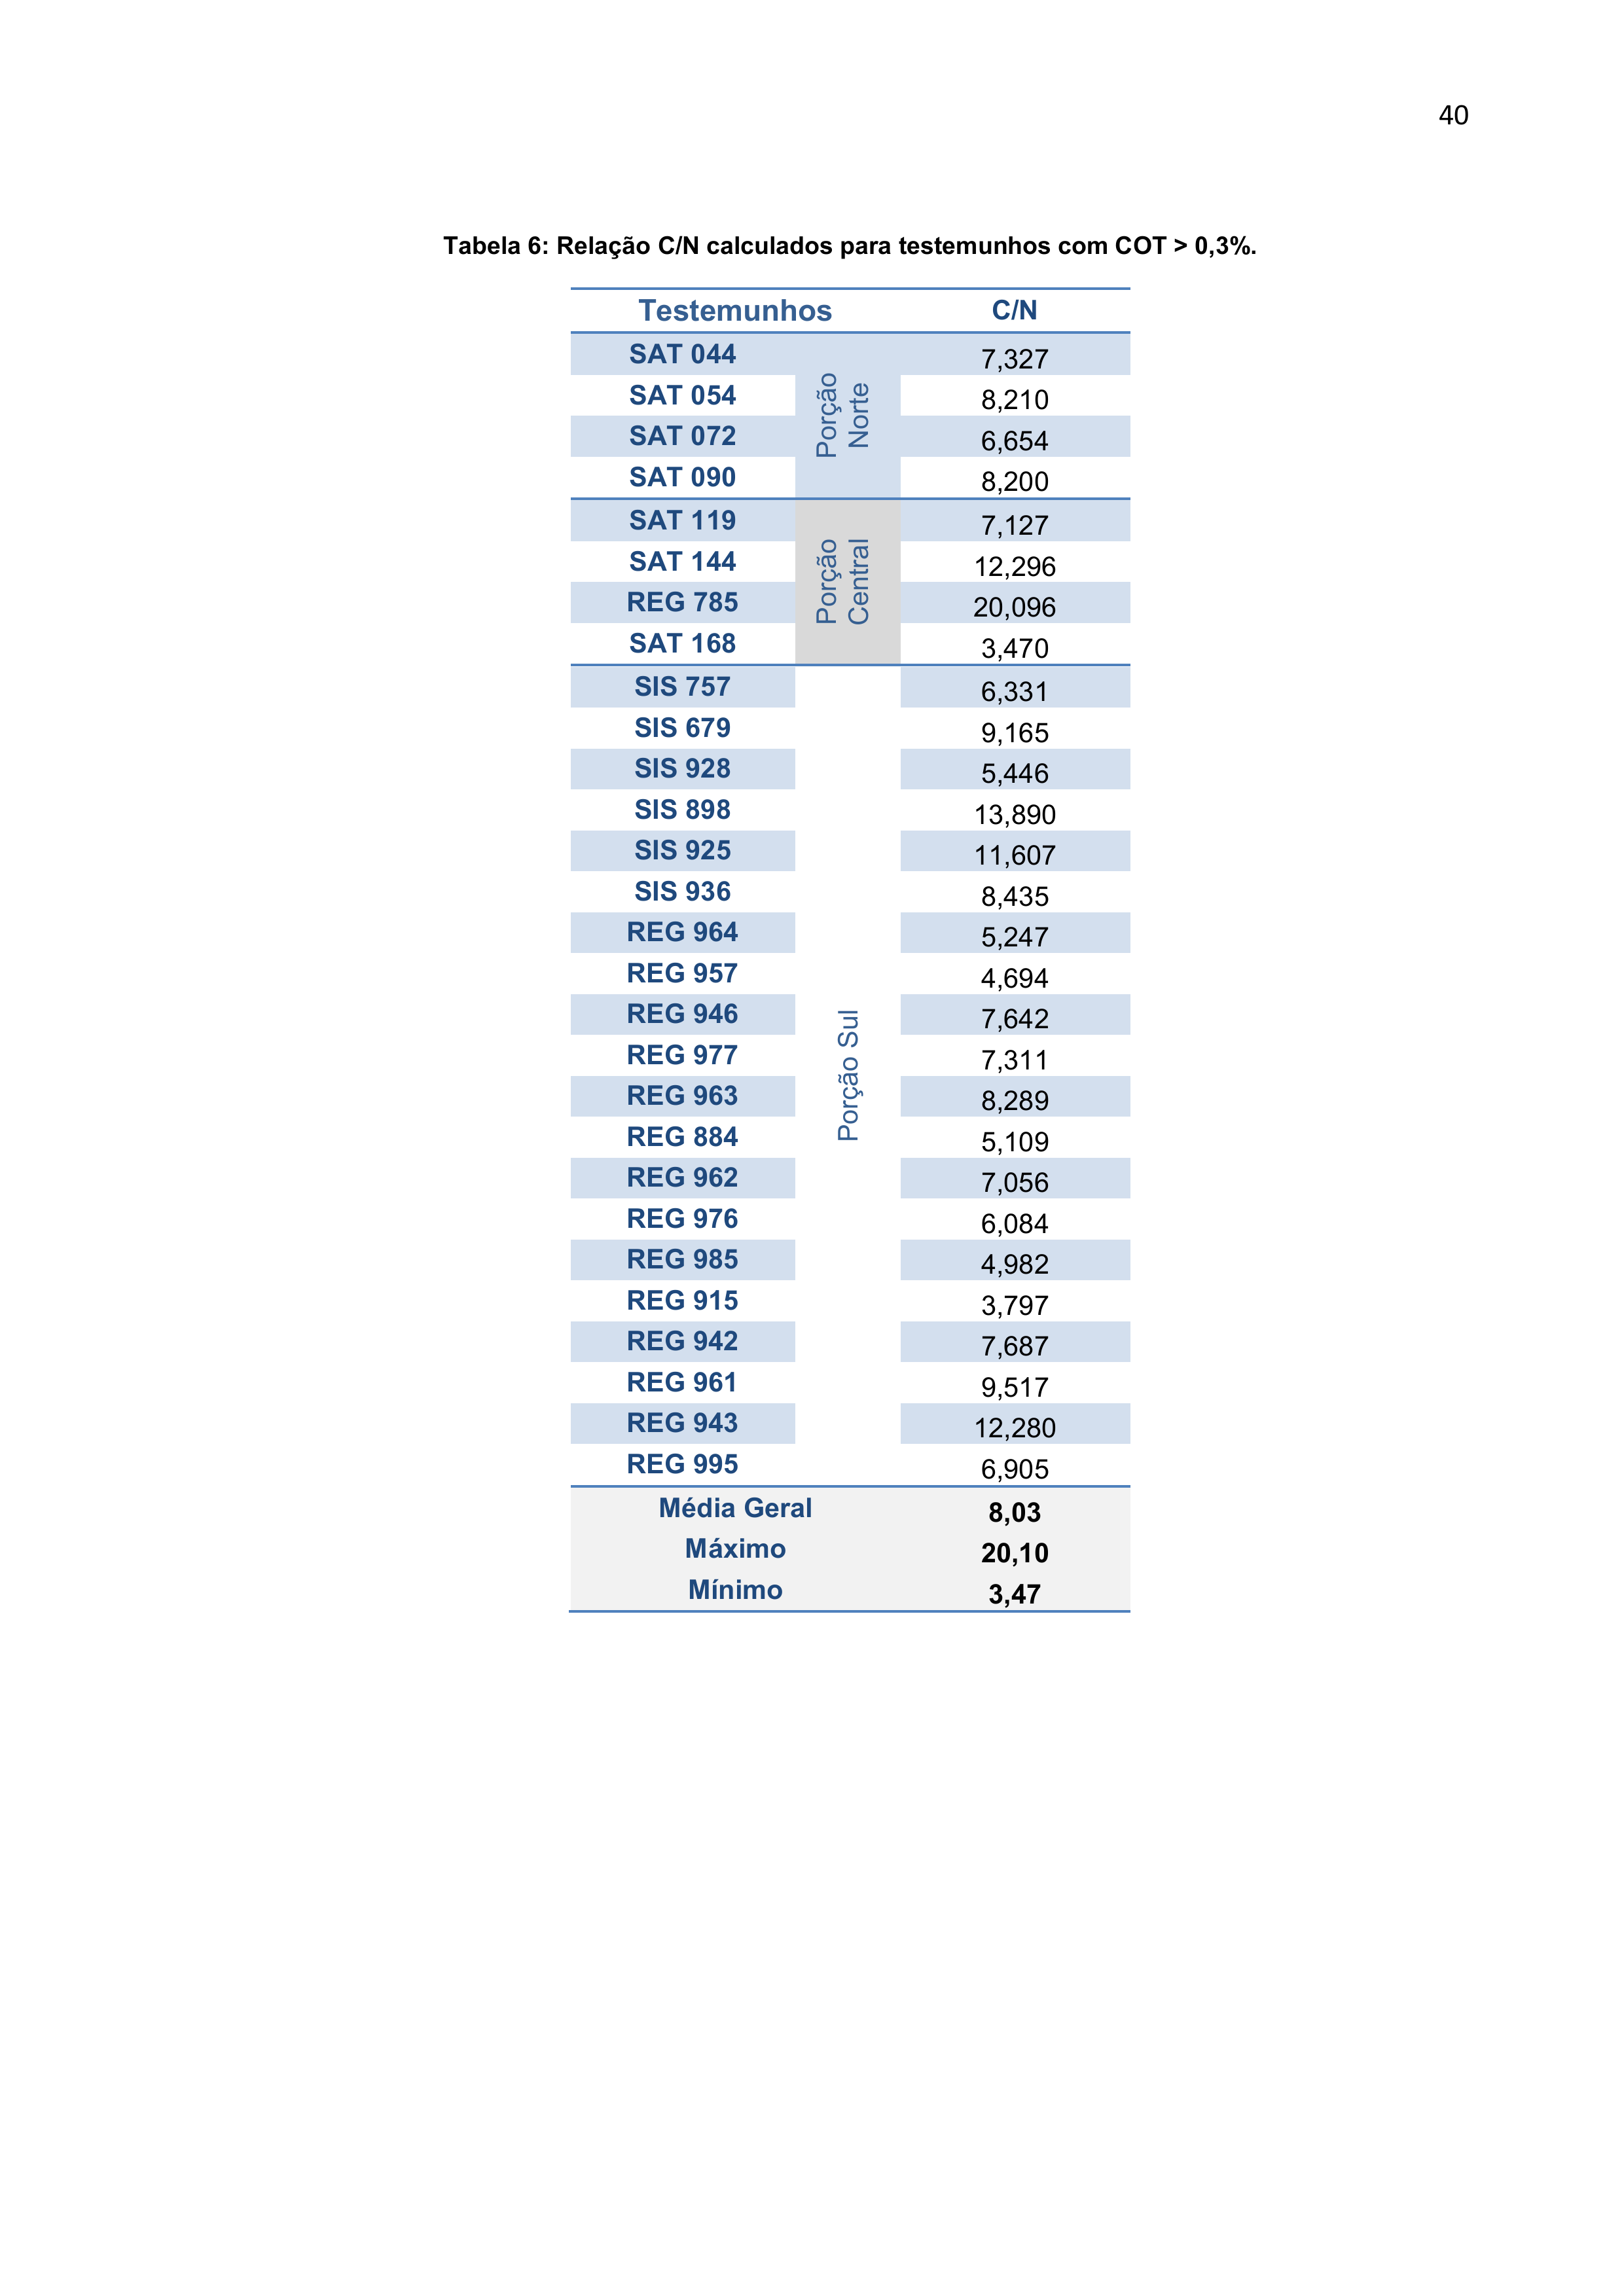 40
Tabela 6: Relação C/N calculados para testemunhos com COT > 0,3%.
Testemunhos C/N
Porção Norte
SAT 044 7,327
SAT 054 8,210
SAT 072 6,654
SAT 090 8,200
Porção Central
SAT 119 7,127
SAT 144 12,296
REG 785 20,096
SAT 168 3,470
Porção Sul
SIS 757 6,331
SIS 679 9,165
SIS 928 5,446
SIS 898 13,890
SIS 925 11,607
SIS 936 8,435
REG 964 5,247
REG 957 4,694
REG 946 7,642
REG 977 7,311
REG 963 8,289
REG 884 5,109
REG 962 7,056
REG 976 6,084
REG 985 4,982
REG 915 3,797
REG 942 7,687
REG 961 9,517
REG 943 12,280
REG 995 6,905
Média Geral 8,03
Máximo 20,10
Mínimo 3,47